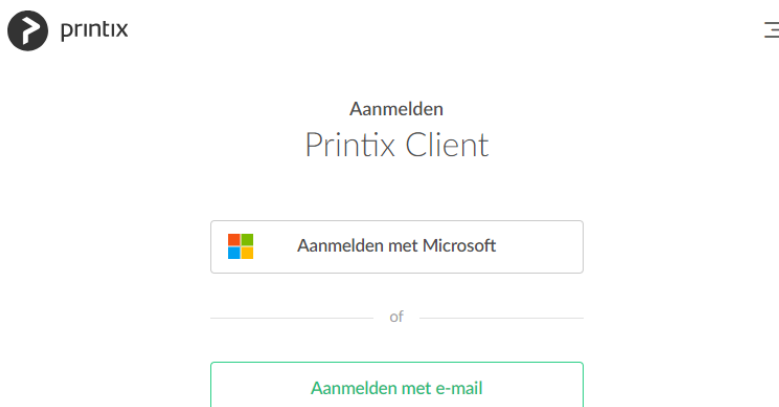 printix
Aanmelden
Printix Client
Aanmelden met Microsoft
of
Aanmelden met e-mail